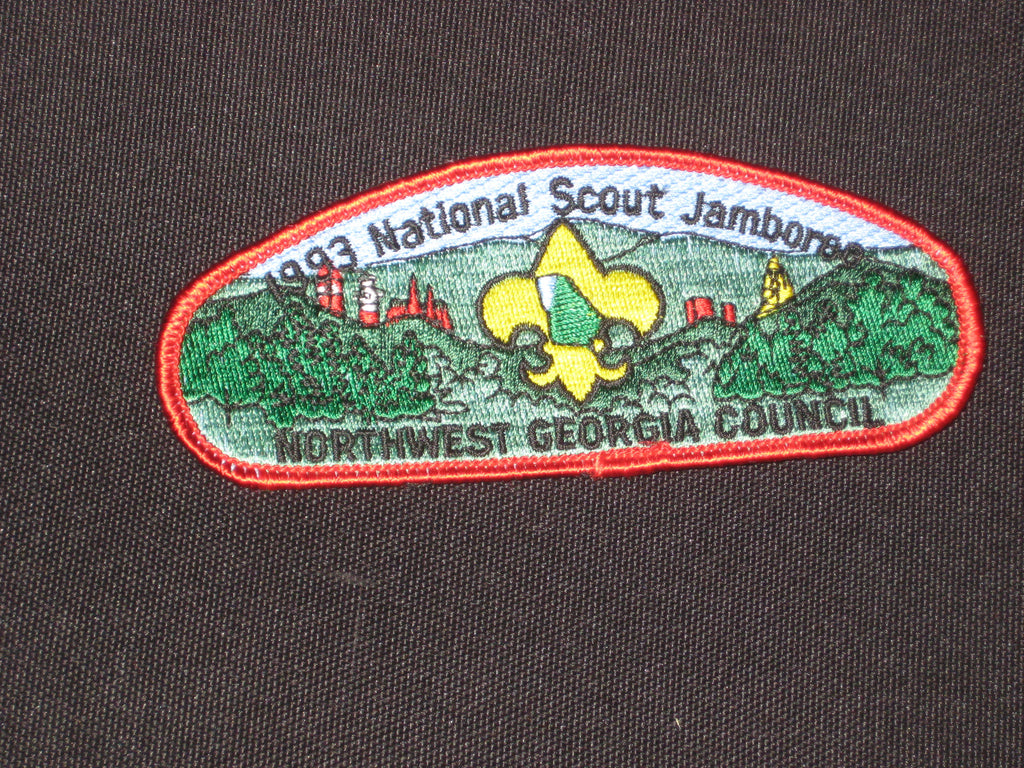 1993 National Scout Jamboree
NORTHWEST GEORGIA COUNCIL